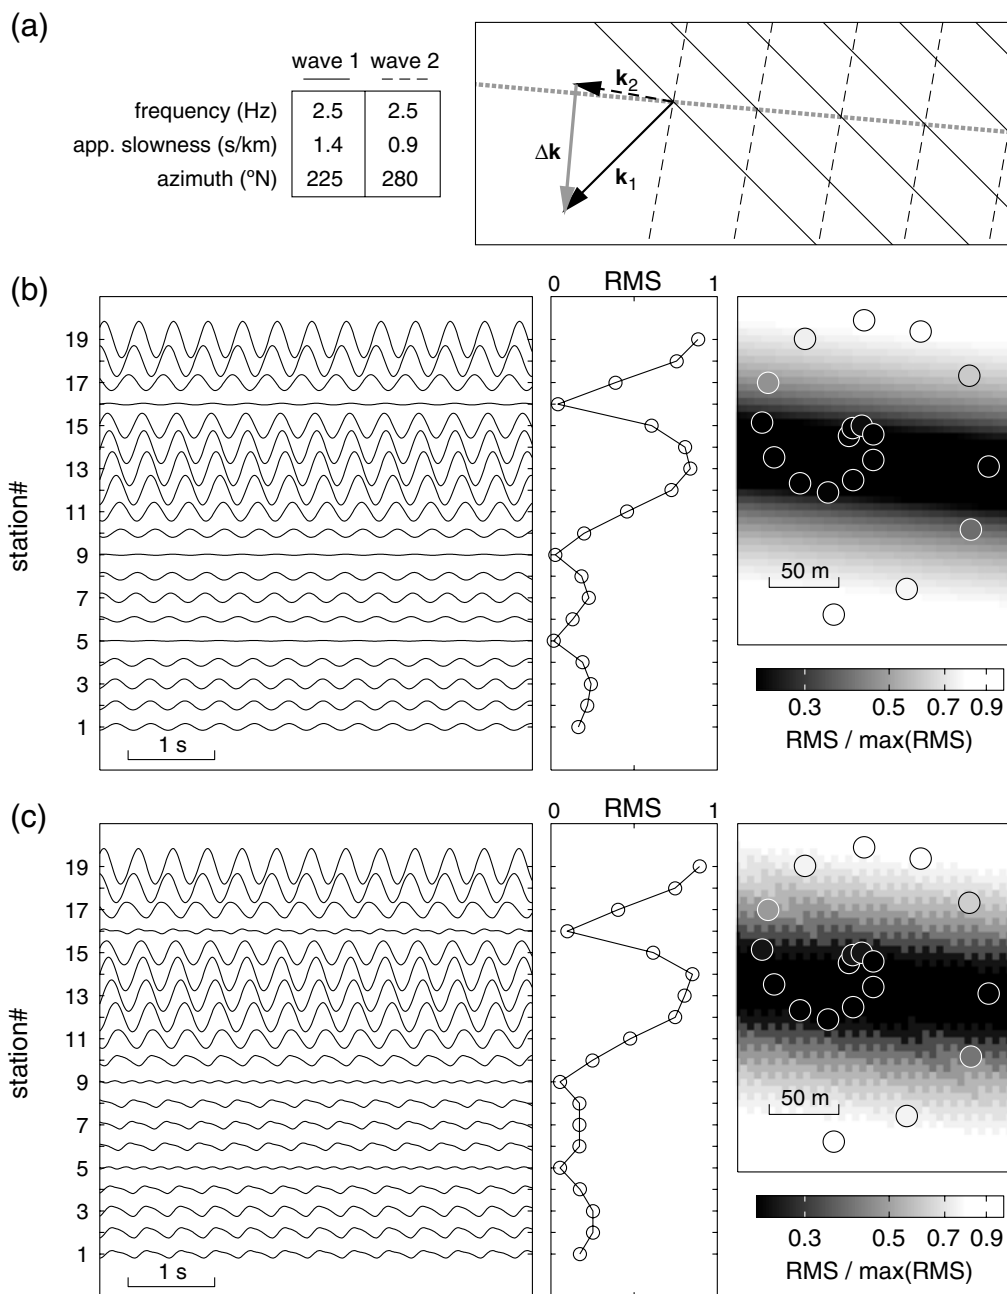 (a)
wave 1 wave 2
frequency (Hz) 2.5 2.5
app. slowness (s/km) 1.4 0.9
azimuth (ºN) 225 280
k2
Δk
k1
(b)
0 RMS 1
19
17
15
13
11
9
7
5
3
1
station#
1 s
50 m
0.3 0.5 0.7 0.9
RMS / max(RMS)
(c)
0 RMS 1
19
17
15
13
11
9
7
5
3
1
station#
1 s
50 m
0.3 0.5 0.7 0.9
RMS / max(RMS)